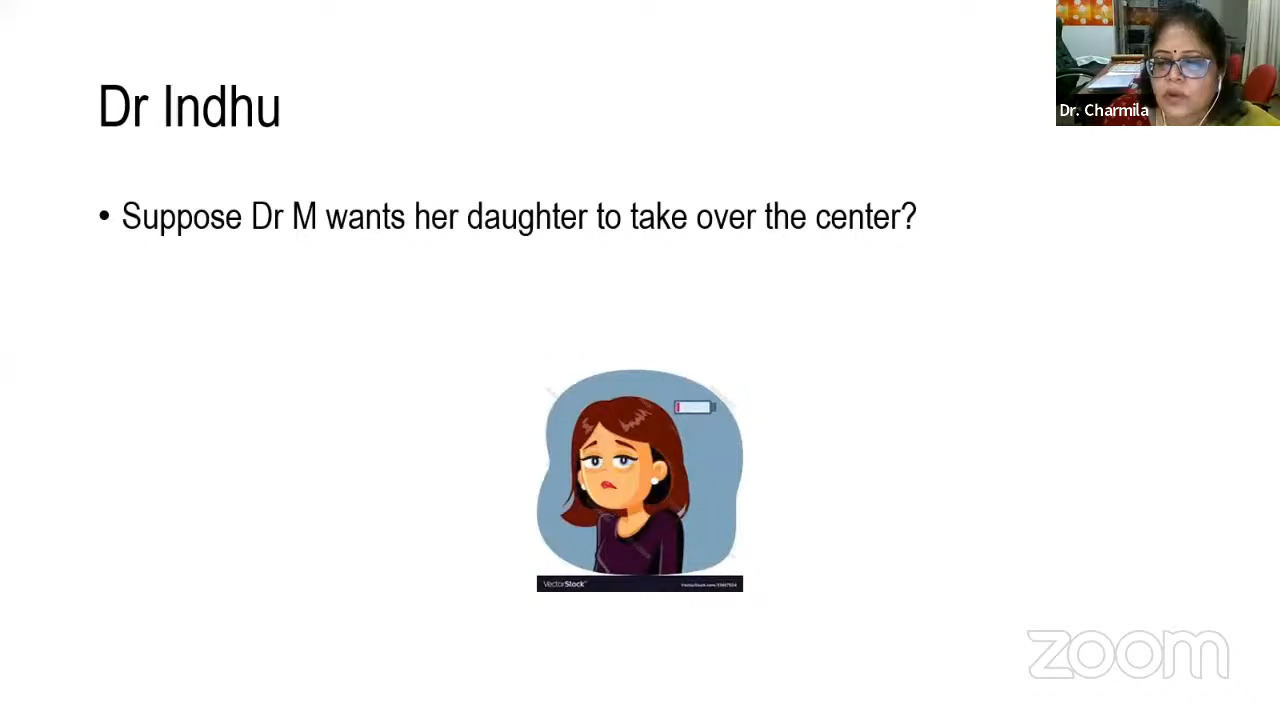 Dr Indhu
Dr. Charmila
• Suppose Dr M wants her daughter to take over the center?
VectorStock
zoom